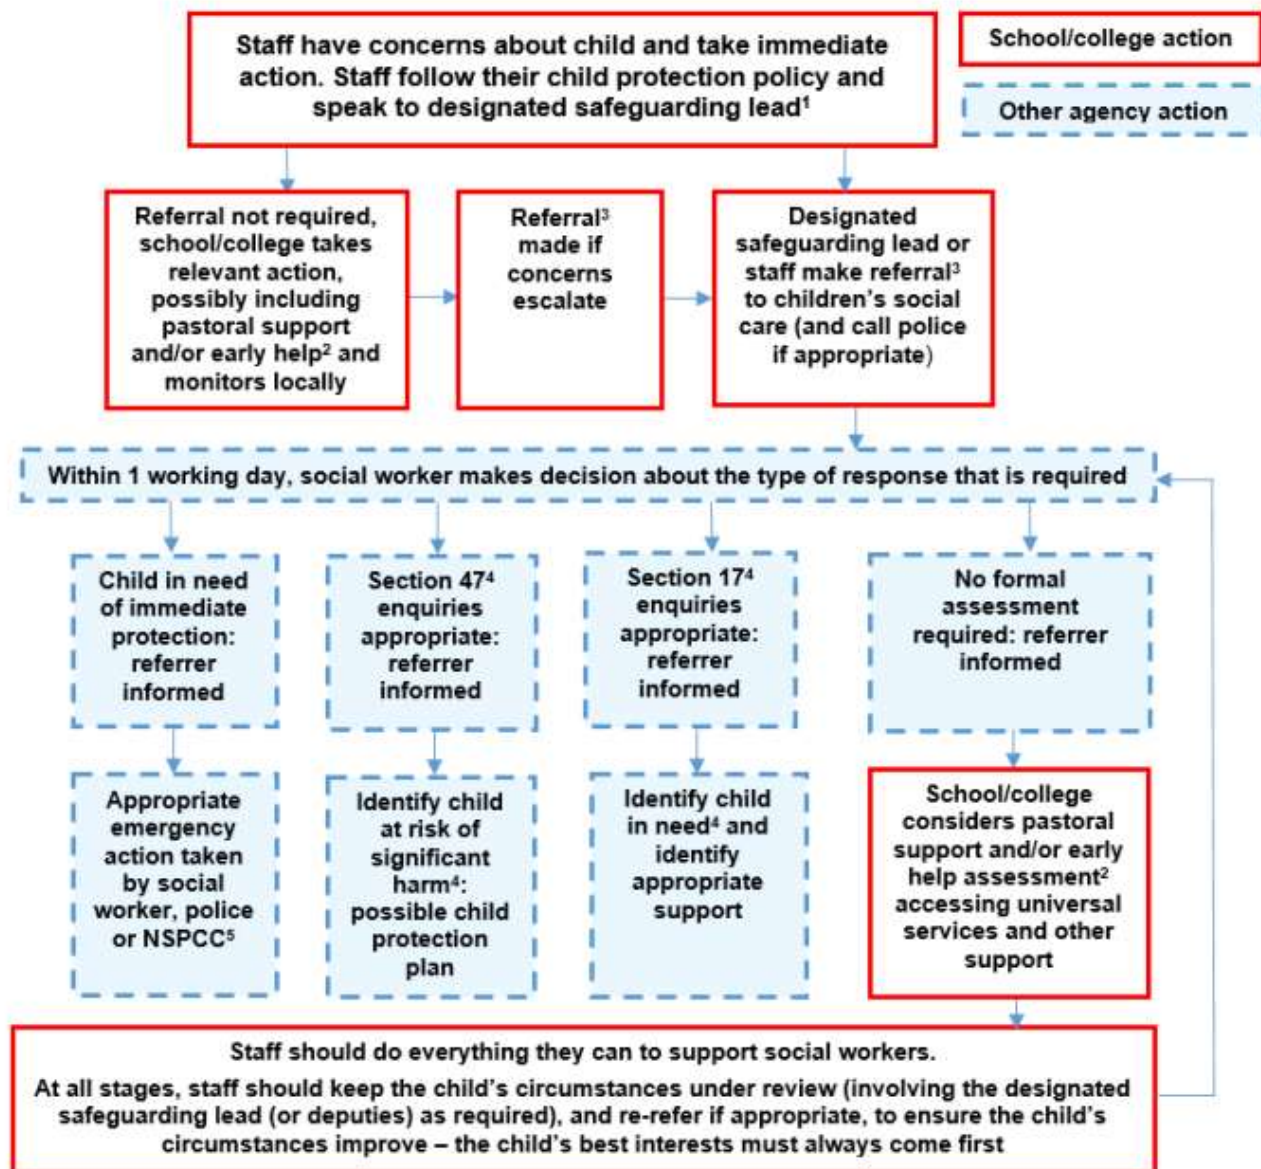 Staff have concerns about child and take immediate
action. Staff follow their child protection policy and
speak to designated safeguarding lead¹
School/college action
Other agency action
Referral not required,
school/college takes
relevant action,
possibly including
pastoral support
and/or early help² and
monitors locally
Referral³
made if
concerns
escalate
Designated
safeguarding lead or
staff make referral³
to children's social
care (and call police
if appropriate)
Within 1 working day, social worker makes decision about the type of response that is required
Child in need
of immediate
protection:
referrer
informed
Section 47⁴
enquiries
appropriate:
referrer
informed
Section 17⁴
enquiries
appropriate:
referrer
informed
No formal
assessment
required: referrer
informed
Appropriate
emergency
action taken
by social
worker, police
or NSPCC⁵
Identify child
at risk of
significant
harm⁴:
possible child
protection
plan
Identify child
in need⁴ and
identify
appropriate
support
School/college
considers pastoral
support and/or early
help assessment²
accessing universal
services and other
support
Staff should do everything they can to support social workers.
At all stages, staff should keep the child's circumstances under review (involving the designated
safeguarding lead (or deputies) as required), and re-refer if appropriate, to ensure the child's
circumstances improve – the child's best interests must always come first